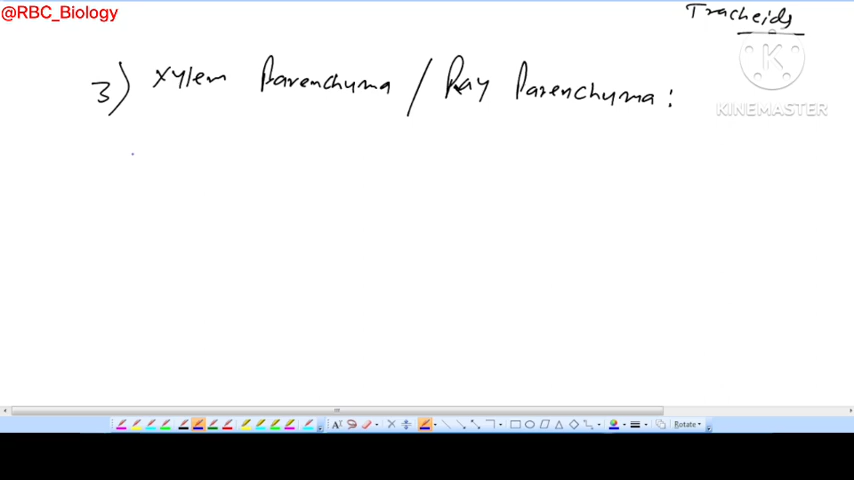 @RBC_Biology
Tracheids
3) Xylem Parenchyma / Ray Parenchyma :
K
KINEMASTER
Rotate